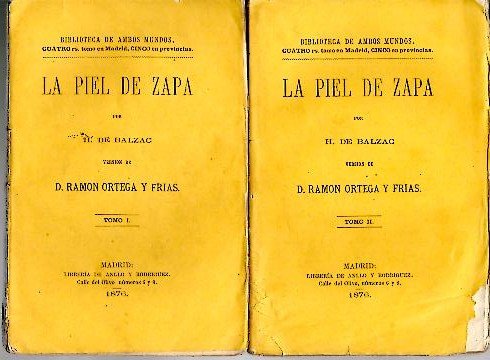 BIBLIOTECA DE AMBOS MUNDOS.
CUATRO rs. tomo en Madrid, CINCO en provincias.
LA PIEL DE ZAPA
POR
H. DE BALZAC
VERSION DE
D. RAMON ORTEGA Y FRIAS.
TOMO I.
MADRID:
LIBRERÍA DE ANLLO Y RODRIGUEZ.
Calle del Olivo, números 6 y 8.
1876.
BIBLIOTECA DE AMBOS MUNDOS.
CUATRO rs. tomo en Madrid, CINCO en provincias.
LA PIEL DE ZAPA
POR
H. DE BALZAC
VERSION DE
D. RAMON ORTEGA Y FRIAS.
TOMO II.
MADRID:
LIBRERÍA DE ANLLO Y RODRIGUEZ.
Calle del Olivo, números 6 y 8.
1876.